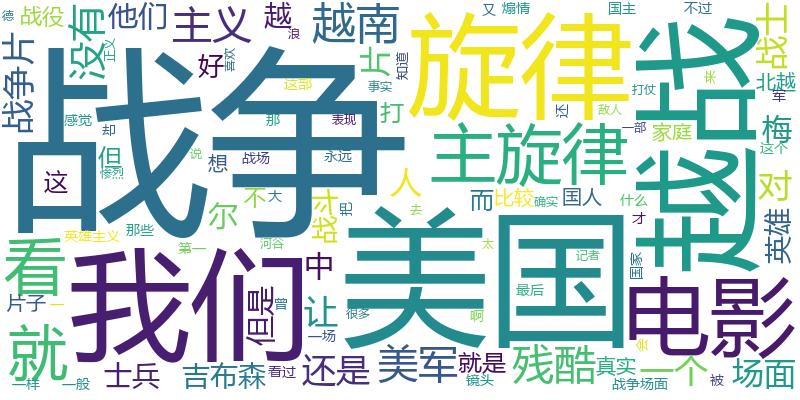 德
战役
他们
主义
越
越南
旋律
又
煽情
国主
不过
战士
战争片
没有
正义
好
喜欢
浪
片
知道
越战
北越
来
打仗
军
战争
感觉
却
但
这部
事实
那
表现
打
还
敌人
一部
家庭
梅
这个
惨烈
这
说
想
战场
永远
人
主旋律
对
尔
不
大
战斗
把
去
而
比较
确实
国人
什么
才
英雄
英雄主义
那些
第一
河谷
太
记者
国家
看
我们
中
美国
最后
电影
片子
一
但是
曾
让
很多
啊
会
就
一场
士兵
吉布森
看过
还是
美军
就是
镜头
残酷
真实
战争场面
一个
被
场面
一样
一般